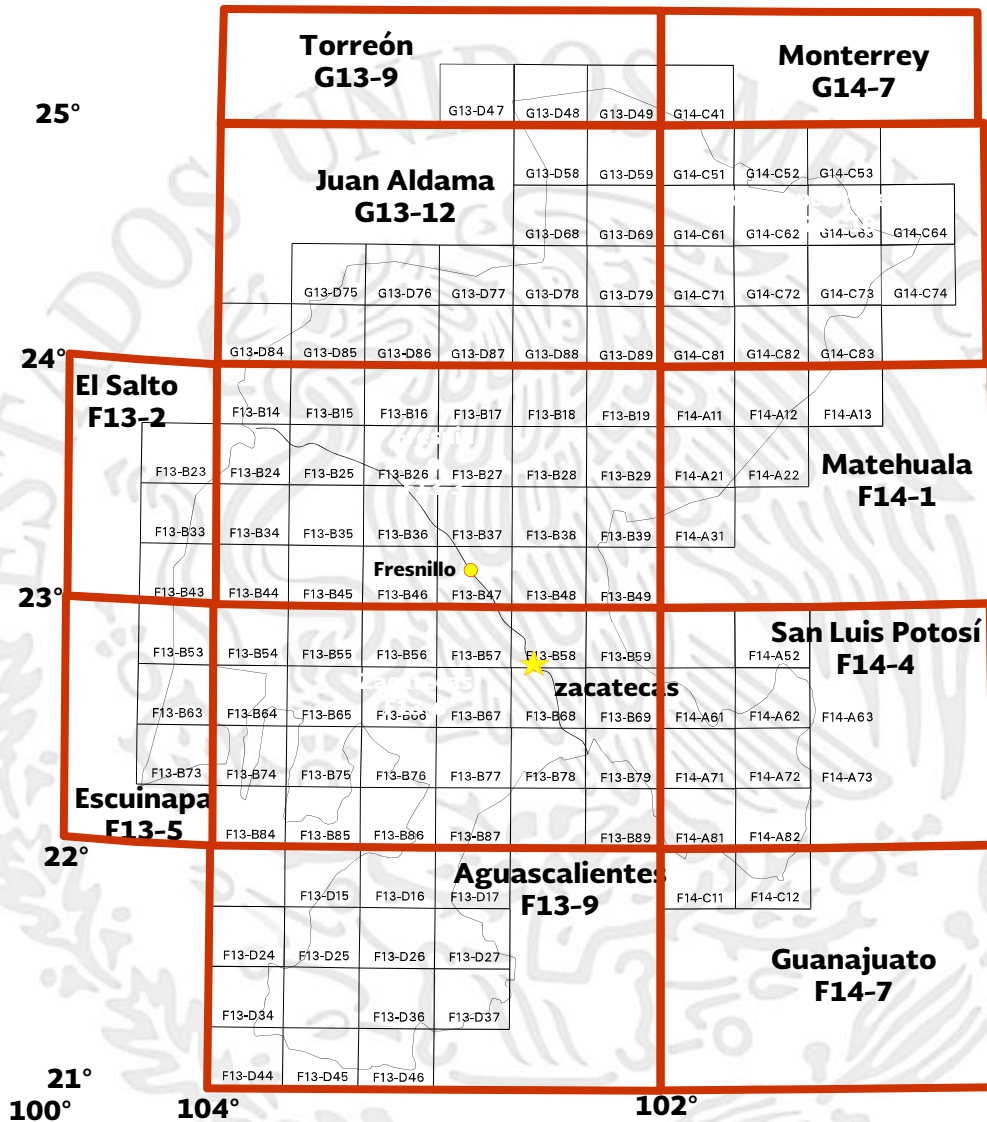 Torreón
G13-9
Monterrey
G14-7
25°
G13-D47 G13-D48 G13-D49 G14-C41
Juan Aldama
G13-12
G13-D58 G13-D59 G14-C51 G14-C52 G14-C53
G13-D68 G13-D69 G14-C61 G14-C62 G14-C63 G14-C64
G13-D75 G13-D76 G13-D77 G13-D78 G13-D79 G14-C71 G14-C72 G14-C73 G14-C74
24°
G13-D84 G13-D85 G13-D86 G13-D87 G13-D88 G13-D89 G14-C81 G14-C82 G14-C83
El Salto
F13-2
F13-B14 F13-B15 F13-B16 F13-B17 F13-B18 F13-B19 F14-A11 F14-A12 F14-A13
F13-B23 F13-B24 F13-B25 F13-B26 F13-B27 F13-B28 F13-B29 F14-A21 F14-A22
Matehuala
F14-1
F13-B33 F13-B34 F13-B35 F13-B36 F13-B37 F13-B38 F13-B39 F14-A31
Fresnillo
23°
F13-B43 F13-B44 F13-B45 F13-B46 F13-B47 F13-B48 F13-B49
San Luis Potosí
F14-4
F13-B53 F13-B54 F13-B55 F13-B56 F13-B57 F13-B58 F13-B59 F14-A52
zacatecas
F13-B63 F13-B64 F13-B65 F13-B66 F13-B67 F13-B68 F13-B69 F14-A61 F14-A62 F14-A63
F13-B73 F13-B74 F13-B75 F13-B76 F13-B77 F13-B78 F13-B79 F14-A71 F14-A72 F14-A73
Escuinapa
F13-5
F13-B84 F13-B85 F13-B86 F13-B87 F13-B89 F14-A81 F14-A82
22°
Aguascalientes
F13-9
F13-D15 F13-D16 F13-D17 F14-C11 F14-C12
F13-D24 F13-D25 F13-D26 F13-D27
Guanajuato
F14-7
F13-D34 F13-D36 F13-D37
F13-D44 F13-D45 F13-D46
21°
100° 104° 102°